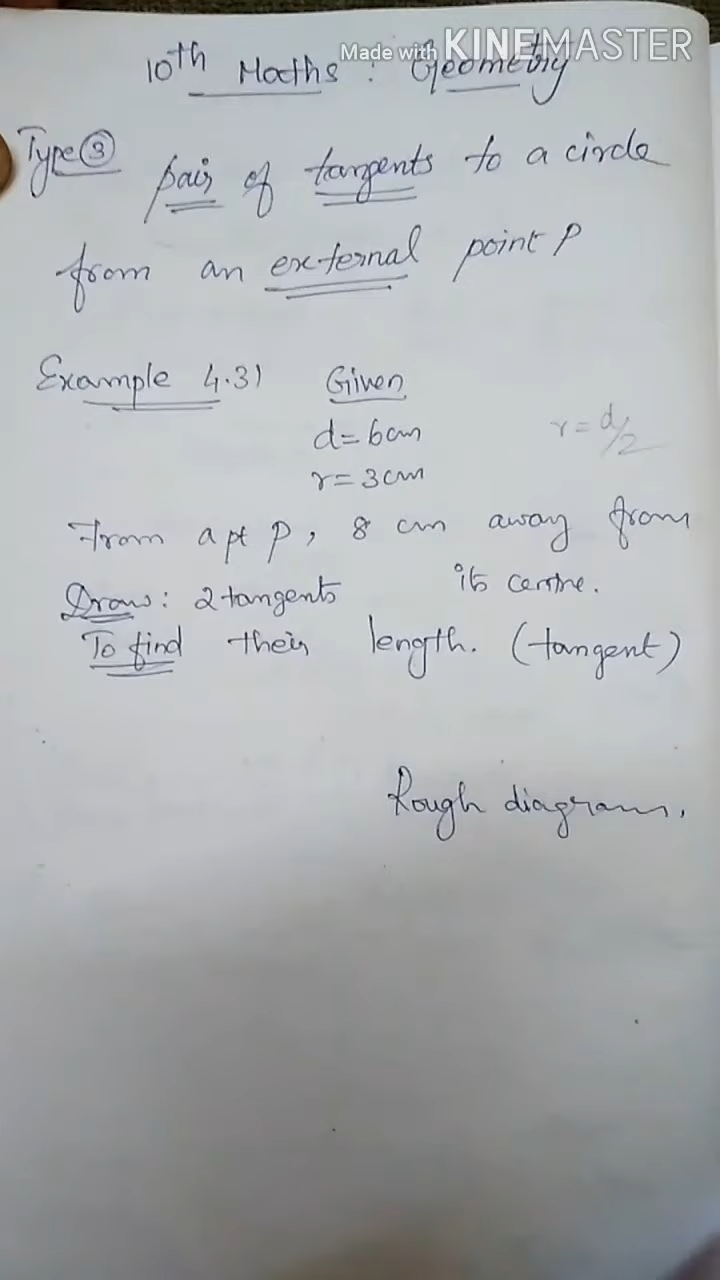 Made with KINEMASTER
10th Maths : Geometry
Type ③ pair of tangents to a circle
from an external point P
Example 4.31 Given
d = 6cm
r = d/2
r = 3cm
From a pt P, 8 cm away from
its centre.
Draw: 2 tangents
To find their length. (tangent)
Rough diagram.